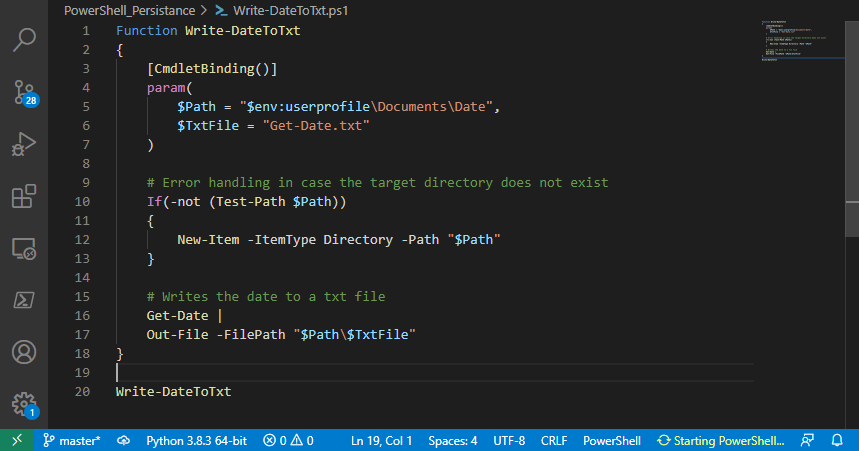 PowerShell_Persistance > Write-DateToTxt.ps1
1 Function Write-DateToTxt
2 {
3 [CmdletBinding()]
4 param(
5 $Path = "$env:userprofile\Documents\Date",
6 $TxtFile = "Get-Date.txt"
7 )
8
9 # Error handling in case the target directory does not exist
10 If(-not (Test-Path $Path))
11 {
12 New-Item -ItemType Directory -Path "$Path"
13 }
14
15 # Writes the date to a txt file
16 Get-Date |
17 Out-File -FilePath "$Path\$TxtFile"
18 }
19
20 Write-DateToTxt
28
1
master* Python 3.8.3 64-bit 0 0 Ln 19, Col 1 Spaces: 4 UTF-8 CRLF PowerShell Starting PowerShell...